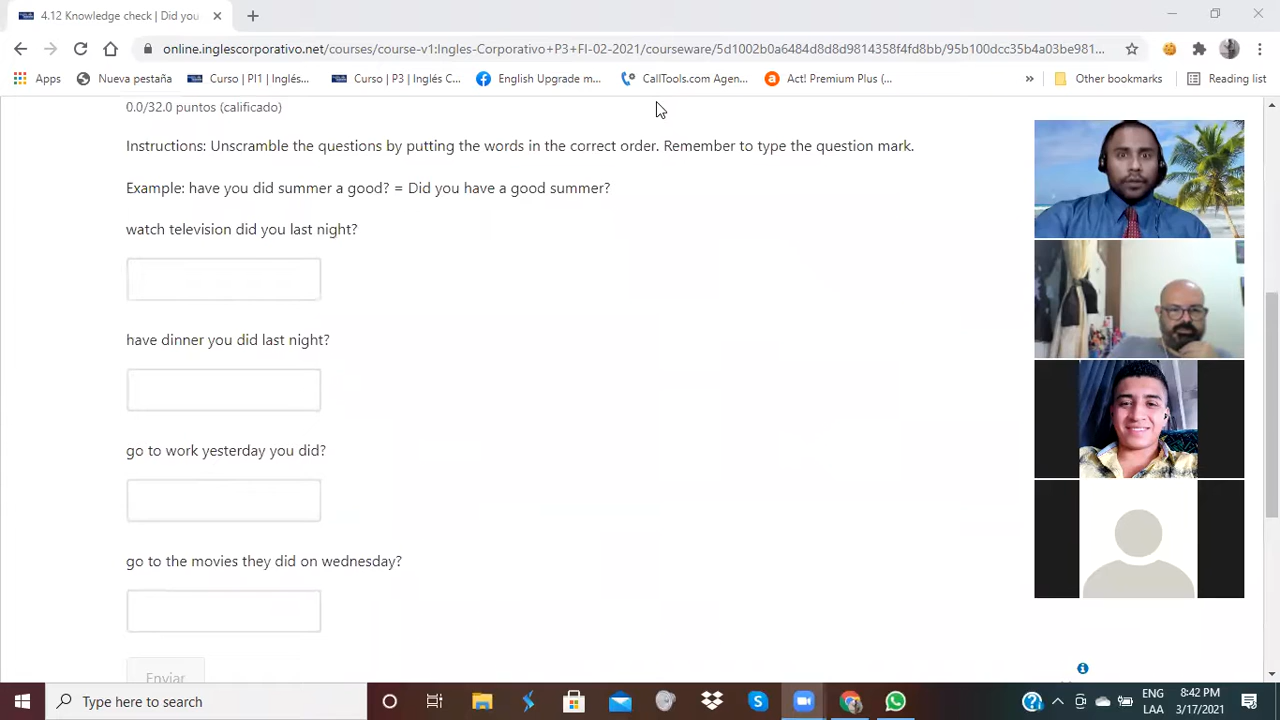 4.12 Knowledge check | Did you
online.inglescorporativo.net/courses/course-v1:Ingles-Corporativo+P3+FI-02-2021/courseware/5d1002b0a6484d8d8d9814358f4fd8bb/95b100dcc35b4a03be981...
Apps Nueva pestaña Curso | PI1 | Inglés... Curso | P3 | Inglés C... English Upgrade m... CallTools.com Agen... Act! Premium Plus (... » Other bookmarks Reading list
0.0/32.0 puntos (calificado)
Instructions: Unscramble the questions by putting the words in the correct order. Remember to type the question mark.
Example: have you did summer a good? = Did you have a good summer?
watch television did you last night?
have dinner you did last night?
go to work yesterday you did?
go to the movies they did on wednesday?
Enviar
Type here to search
ENG 8:42 PM
LAA 3/17/2021